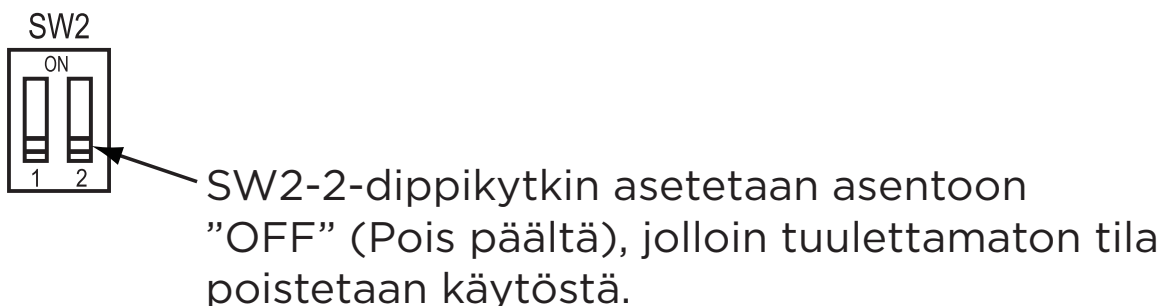 SW2
ON
1 2
SW2-2-dippikytkin asetetaan asentoon
”OFF” (Pois päältä), jolloin tuulettamaton tila
poistetaan käytöstä.